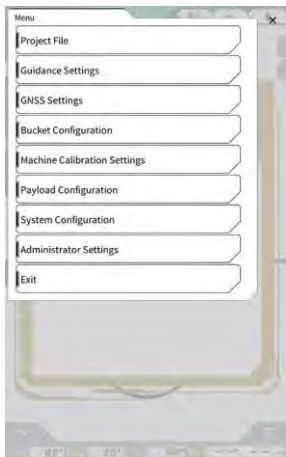 Menu
Project File
Guidance Settings
GNSS Settings
Bucket Configuration
Machine Calibration Settings
Payload Configuration
System Configuration
Administrator Settings
Exit